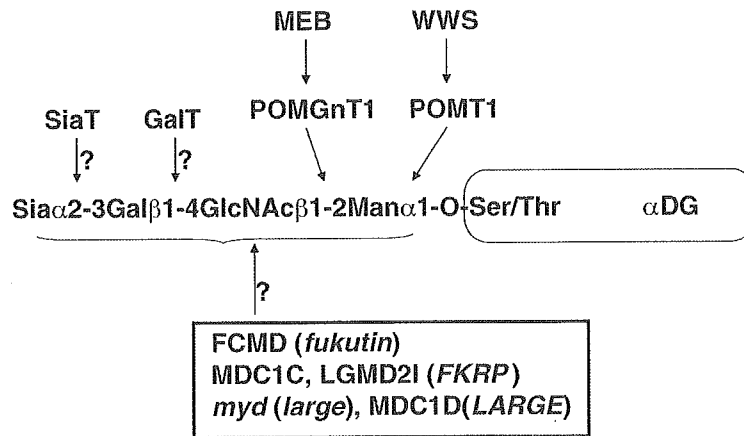 MEB WWS
POMGnT1 POMT1
SiaT GalT
? ?
Siaα2-3Galβ1-4GlcNAcβ1-2Manα1-O-Ser/Thr αDG
?
FCMD (fukutin)
MDC1C, LGMD2I (FKRP)
myd (large), MDC1D(LARGE)